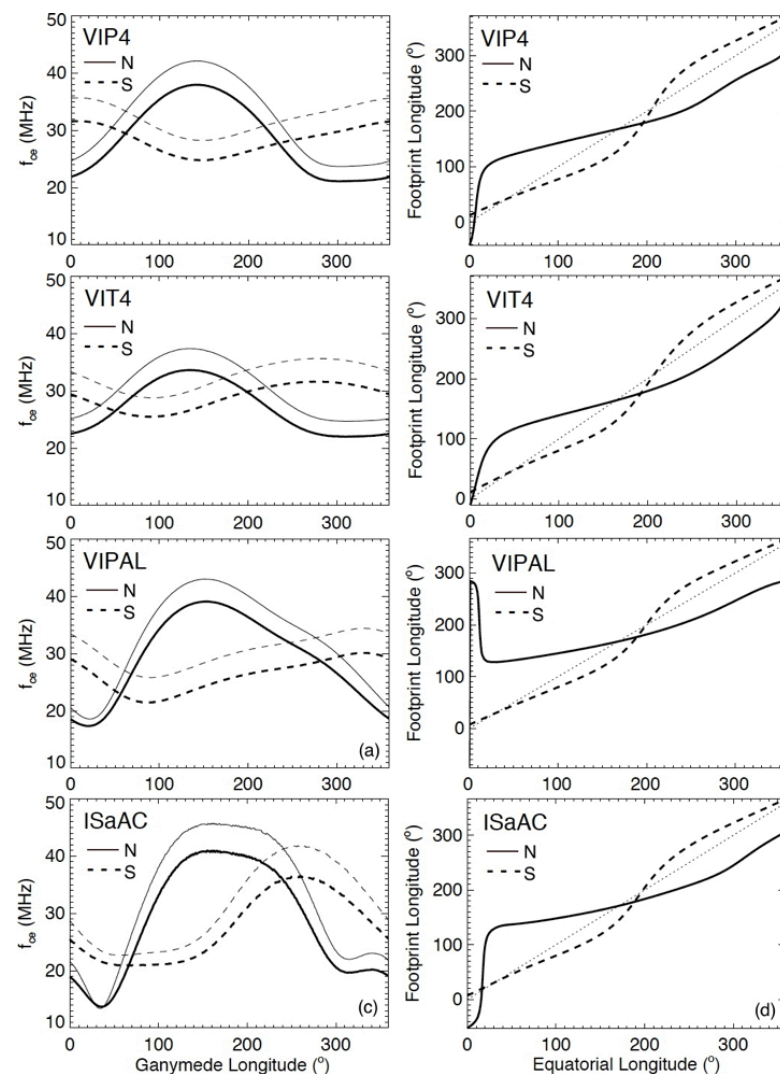 50
VIP4
N
S
40
30
20
10
f_ce (MHz)
0 100 200 300
VIP4
N
S
300
200
100
0
Footprint Longitude (°)
0 100 200 300
50
VIT4
N
S
40
30
20
10
f_ce (MHz)
0 100 200 300
VIT4
N
S
300
200
100
0
Footprint Longitude (°)
0 100 200 300
50
VIPAL
N
S
40
30
20
10
f_ce (MHz)
(a)
0 100 200 300
VIPAL
N
S
300
200
100
0
Footprint Longitude (°)
0 100 200 300
50
ISaAC
N
S
40
30
20
10
f_ce (MHz)
(c)
0 100 200 300
Ganymede Longitude (°)
ISaAC
N
S
300
200
100
0
Footprint Longitude (°)
(d)
0 100 200 300
Equatorial Longitude (°)